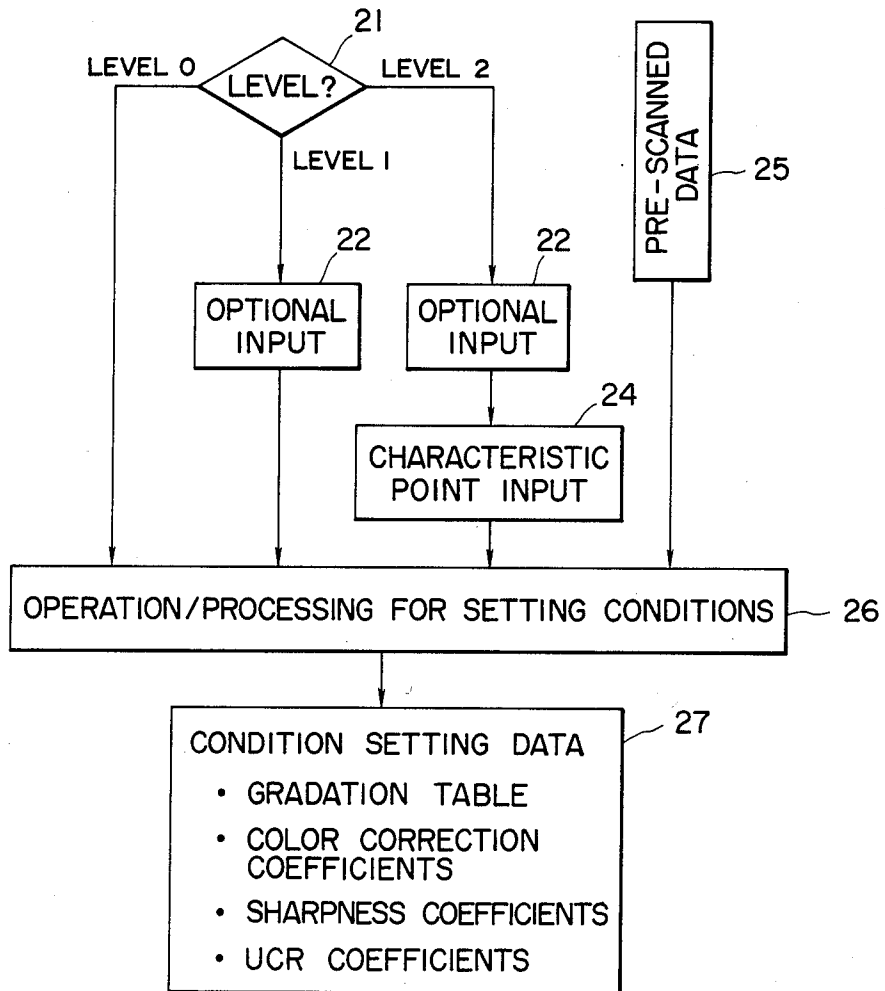 21
LEVEL 0
LEVEL?
LEVEL 2
LEVEL 1
PRE-SCANNED
DATA
25
22
OPTIONAL
INPUT
22
OPTIONAL
INPUT
24
CHARACTERISTIC
POINT INPUT
OPERATION/PROCESSING FOR SETTING CONDITIONS
26
27
CONDITION SETTING DATA
• GRADATION TABLE
• COLOR CORRECTION
COEFFICIENTS
• SHARPNESS COEFFICIENTS
• UCR COEFFICIENTS